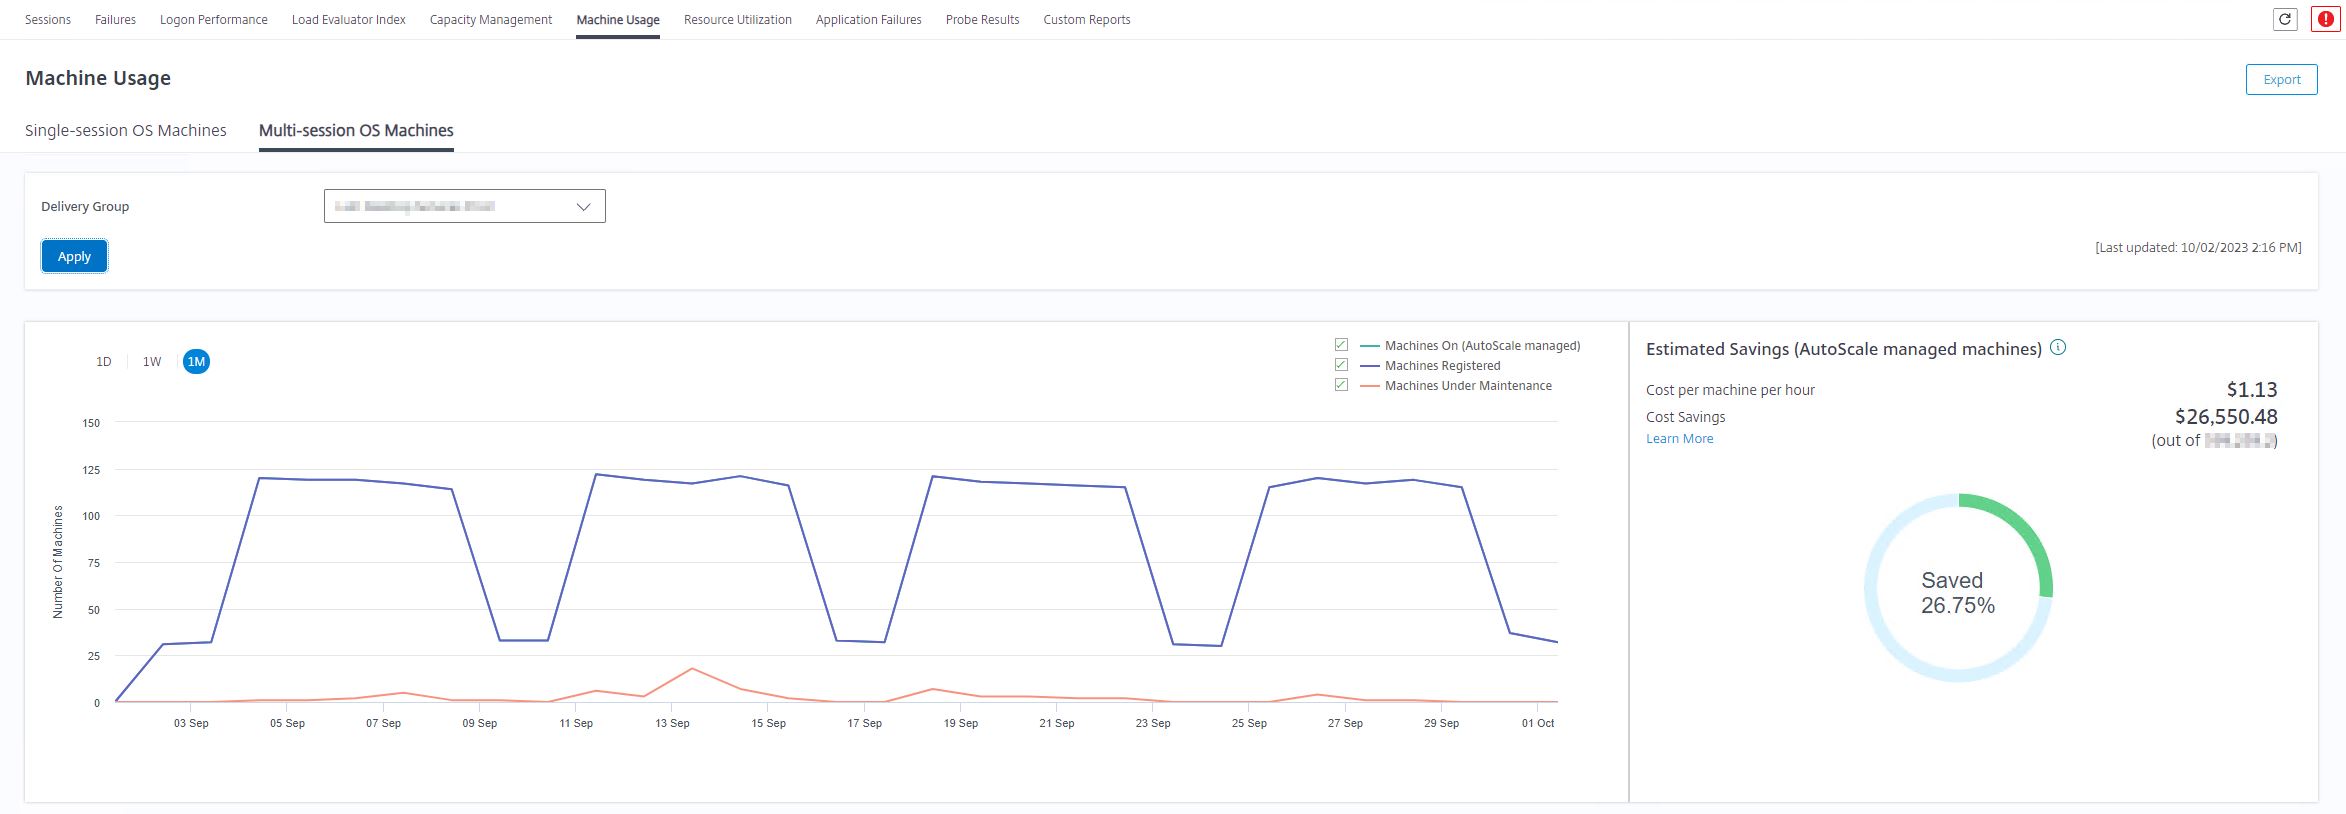 Sessions Failures Logon Performance Load Evaluator Index Capacity Management Machine Usage Resource Utilization Application Failures Probe Results Custom Reports
Machine Usage
Export
Single-session OS Machines Multi-session OS Machines
Delivery Group
Apply
[Last updated: 10/02/2023 2:16 PM]
1D 1W 1M
Machines On (AutoScale managed)
Machines Registered
Machines Under Maintenance
Number Of Machines
150
125
100
75
50
25
0
03 Sep 05 Sep 07 Sep 09 Sep 11 Sep 13 Sep 15 Sep 17 Sep 19 Sep 21 Sep 23 Sep 25 Sep 27 Sep 29 Sep 01 Oct
Estimated Savings (AutoScale managed machines)
Cost per machine per hour $1.13
Cost Savings $26,550.48
Learn More (out of )
Saved
26.75%